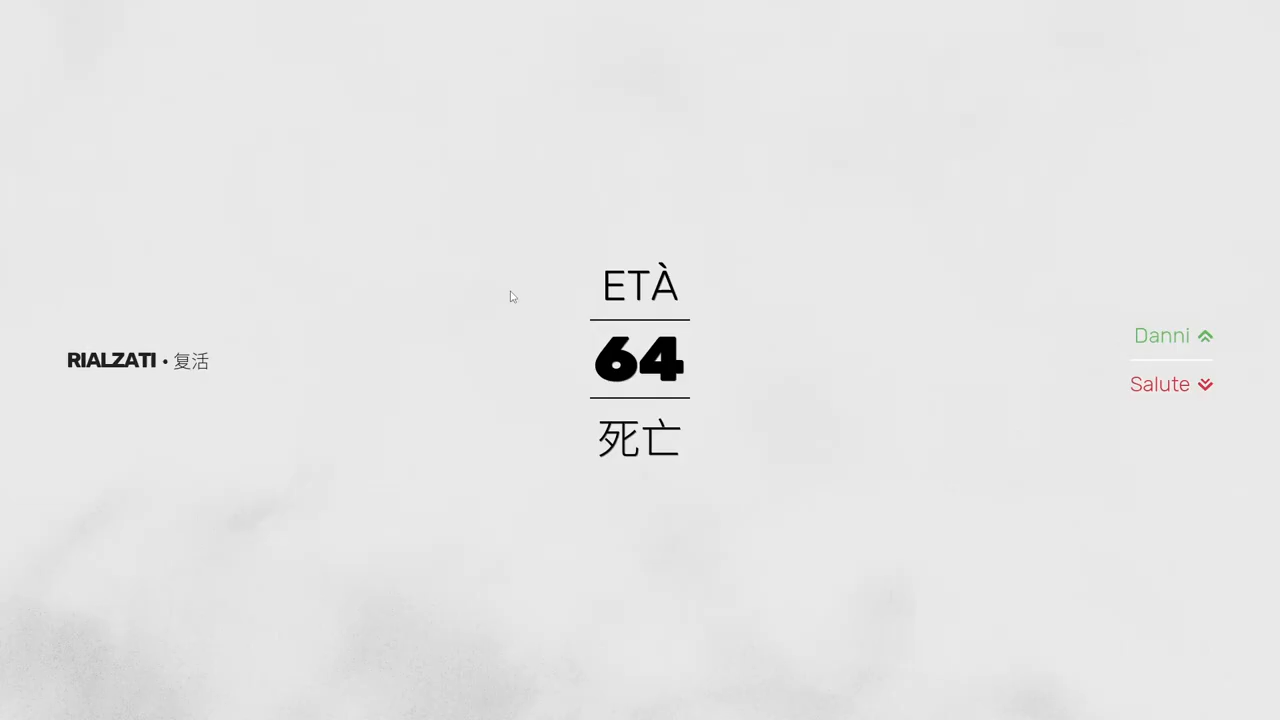 RIALZATI • 复活
ETÀ
64
死亡
Danni
Salute